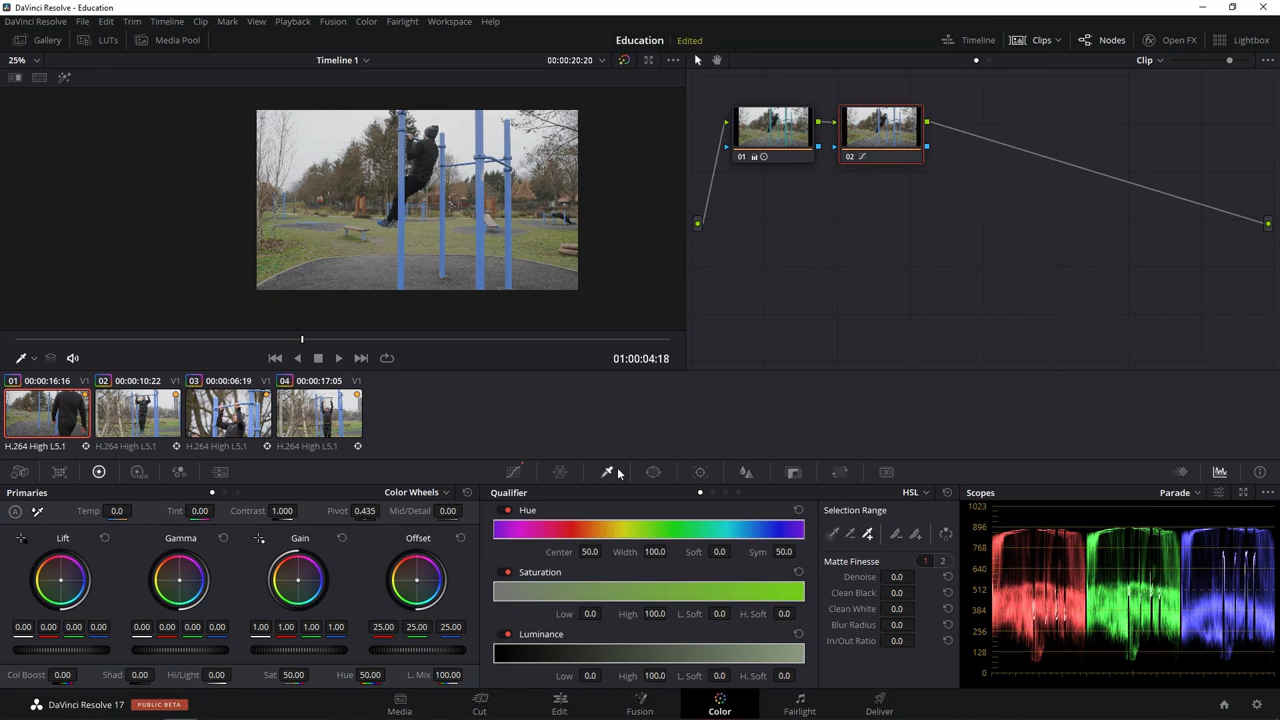 DaVinci Resolve - Education
DaVinci Resolve File Edit Trim Timeline Clip Mark View Playback Fusion Color Fairlight Workspace Help
Gallery LUTs Media Pool Education Edited Timeline Clips Nodes Open FX Lightbox
25% Timeline 1 00:00:20:20 Clip
01 02
01:00:04:18
01 00:00:16:16 V1 02 00:00:10:22 V1 03 00:00:06:19 V1 04 00:00:17:05 V1
H.264 High L5.1 H.264 High L5.1 H.264 High L5.1 H.264 High L5.1
Primaries Color Wheels Qualifier HSL Scopes Parade
A Temp 0.0 Tint 0.00 Contrast 1.000 Pivot 0.435 Mid/Detail 0.00 Hue Selection Range 1023
896
Lift Gamma Gain Offset 768
Center 50.0 Width 100.0 Soft 0.0 Sym 50.0 Matte Finesse 1 2
Saturation Denoise 0.0 640
Clean Black 0.0 512
Low 0.0 High 100.0 L. Soft 0.0 H. Soft 0.0 Clean White 0.0 384
0.00 0.00 0.00 0.00 0.00 0.00 0.00 0.00 1.00 1.00 1.00 1.00 25.00 25.00 25.00 Luminance Blur Radius 0.0 256
In/Out Ratio 0.0 128
Col Boost 0.00 Shad 0.00 Hi/Light 0.00 Sat 50.00 Hue 50.00 L. Mix 100.00 Low 0.0 High 100.0 L. Soft 0.0 H. Soft 0.0 0
DaVinci Resolve 17 PUBLIC BETA Media Cut Edit Fusion Color Fairlight Deliver